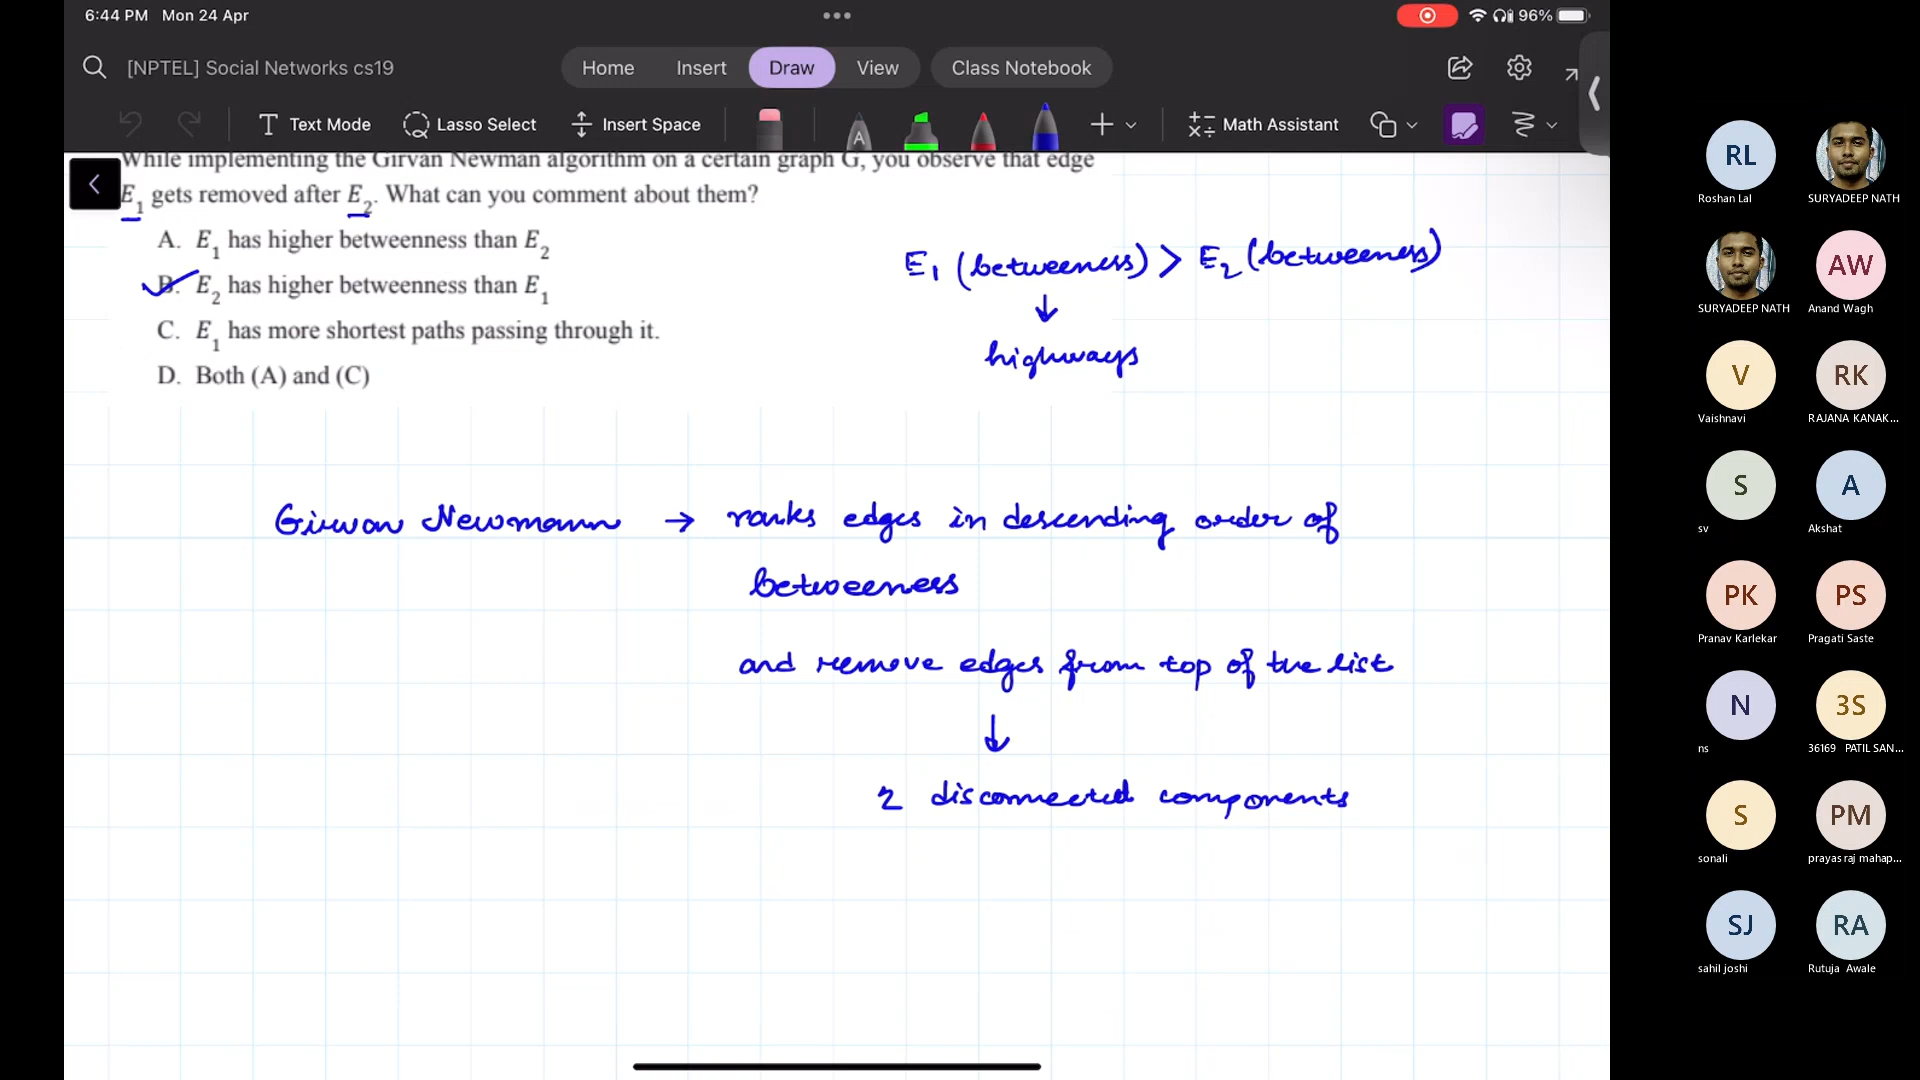 6:44 PM Mon 24 Apr
96%
[NPTEL] Social Networks cs19
Home Insert Draw View Class Notebook
Text Mode Lasso Select Insert Space A Math Assistant
While implementing the Girvan Newman algorithm on a certain graph G, you observe that edge
E1 gets removed after E2. What can you comment about them?
A. E1 has higher betweenness than E2
B. E2 has higher betweenness than E1
C. E1 has more shortest paths passing through it.
D. Both (A) and (C)
E1 (betweeness) > E2 (betweeness)
↓
highways
Girvan Newmann → ranks edges in descending order of
betweeness
and remove edges from top of the list
↓
2 disconnected components
RL
Roshan Lal
SURYADEEP NATH
SURYADEEP NATH
AW
Anand Wagh
V
Vaishnavi
RK
RAJANA KANAK...
S
sv
A
Akshat
PK
Pranav Karlekar
PS
Pragati Saste
N
ns
3S
36169 PATIL SAN...
S
sonali
PM
prayas raj mahap...
SJ
sahil joshi
RA
Rutuja Awale